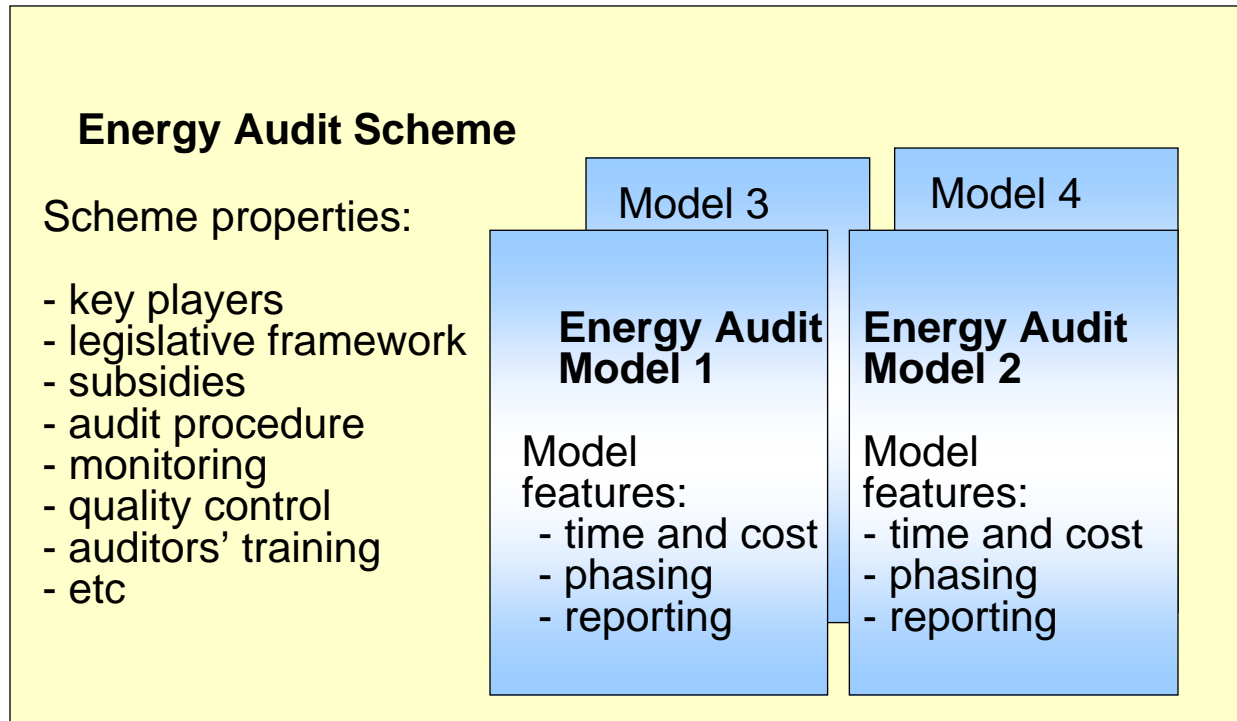 Energy Audit Scheme
Scheme properties:
- key players
- legislative framework
- subsidies
- audit procedure
- monitoring
- quality control
- auditors’ training
- etc
Model 3
Model 4
Energy Audit
Model 1
Model
features:
- time and cost
- phasing
- reporting
Energy Audit
Model 2
Model
features:
- time and cost
- phasing
- reporting